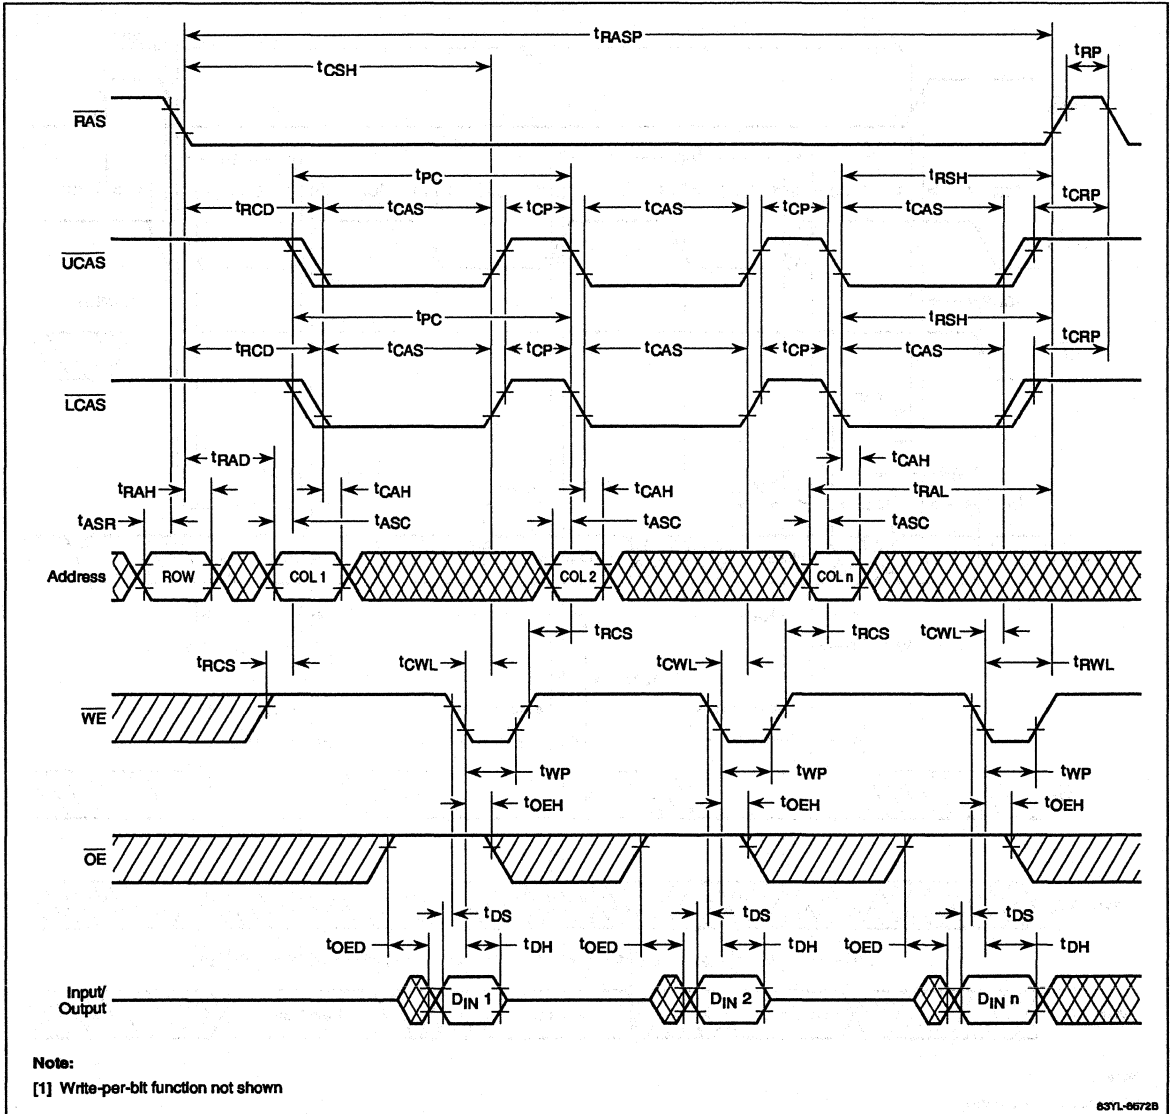 tRASP
tRP
tCSH
RAS
tPC
tRSH
tRCD
tCAS
tCP
tCAS
tCP
tCAS
tCRP
UCAS
tPC
tRSH
tRCD
tCAS
tCP
tCAS
tCP
tCAS
tCRP
LCAS
tRAD
tCAH
tRAH
tCAH
tCAH
tRAL
tASR
tASC
tASC
tASC
Address
ROW
COL 1
COL 2
COL n
tRCS
tRCS
tCWL
tRCS
tCWL
tCWL
tRWL
WE
tWP
tWP
tWP
tOEH
tOEH
tOEH
OE
tDS
tDS
tDS
tOED
tDH
tOED
tDH
tOED
tDH
Input/
Output
DIN 1
DIN 2
DIN n
Note:
[1] Write-per-bit function not shown
83YL-8672B